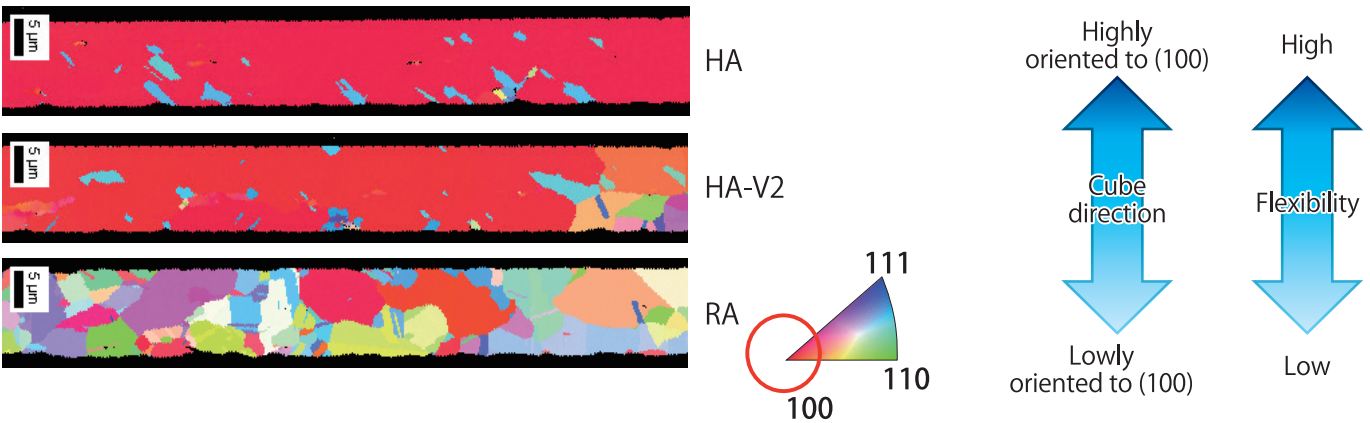 5 µm
HA
5 µm
HA-V2
5 µm
RA
111
110
100
Highly
oriented to (100)
Cube
direction
Lowly
oriented to (100)
High
Flexibility
Low